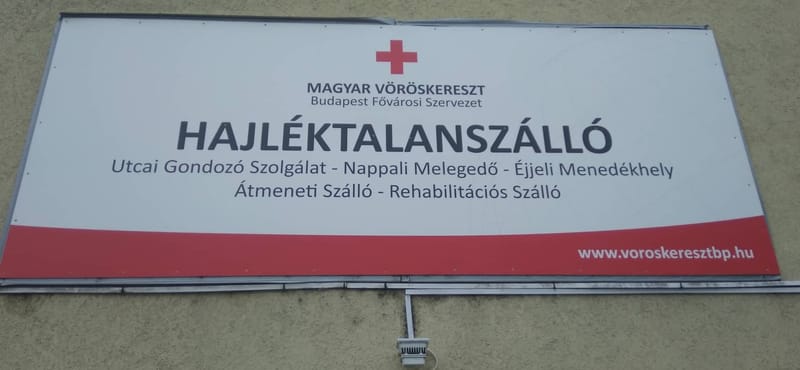 MAGYAR VÖRÖSKERESZT
Budapest Fővárosi Szervezet
HAJLÉKTALANSZÁLLÓ
Utcai Gondozó Szolgálat - Nappali Melegedő - Éjjeli Menedékhely
Átmeneti Szálló - Rehabilitációs Szálló
www.voroskeresztbp.hu